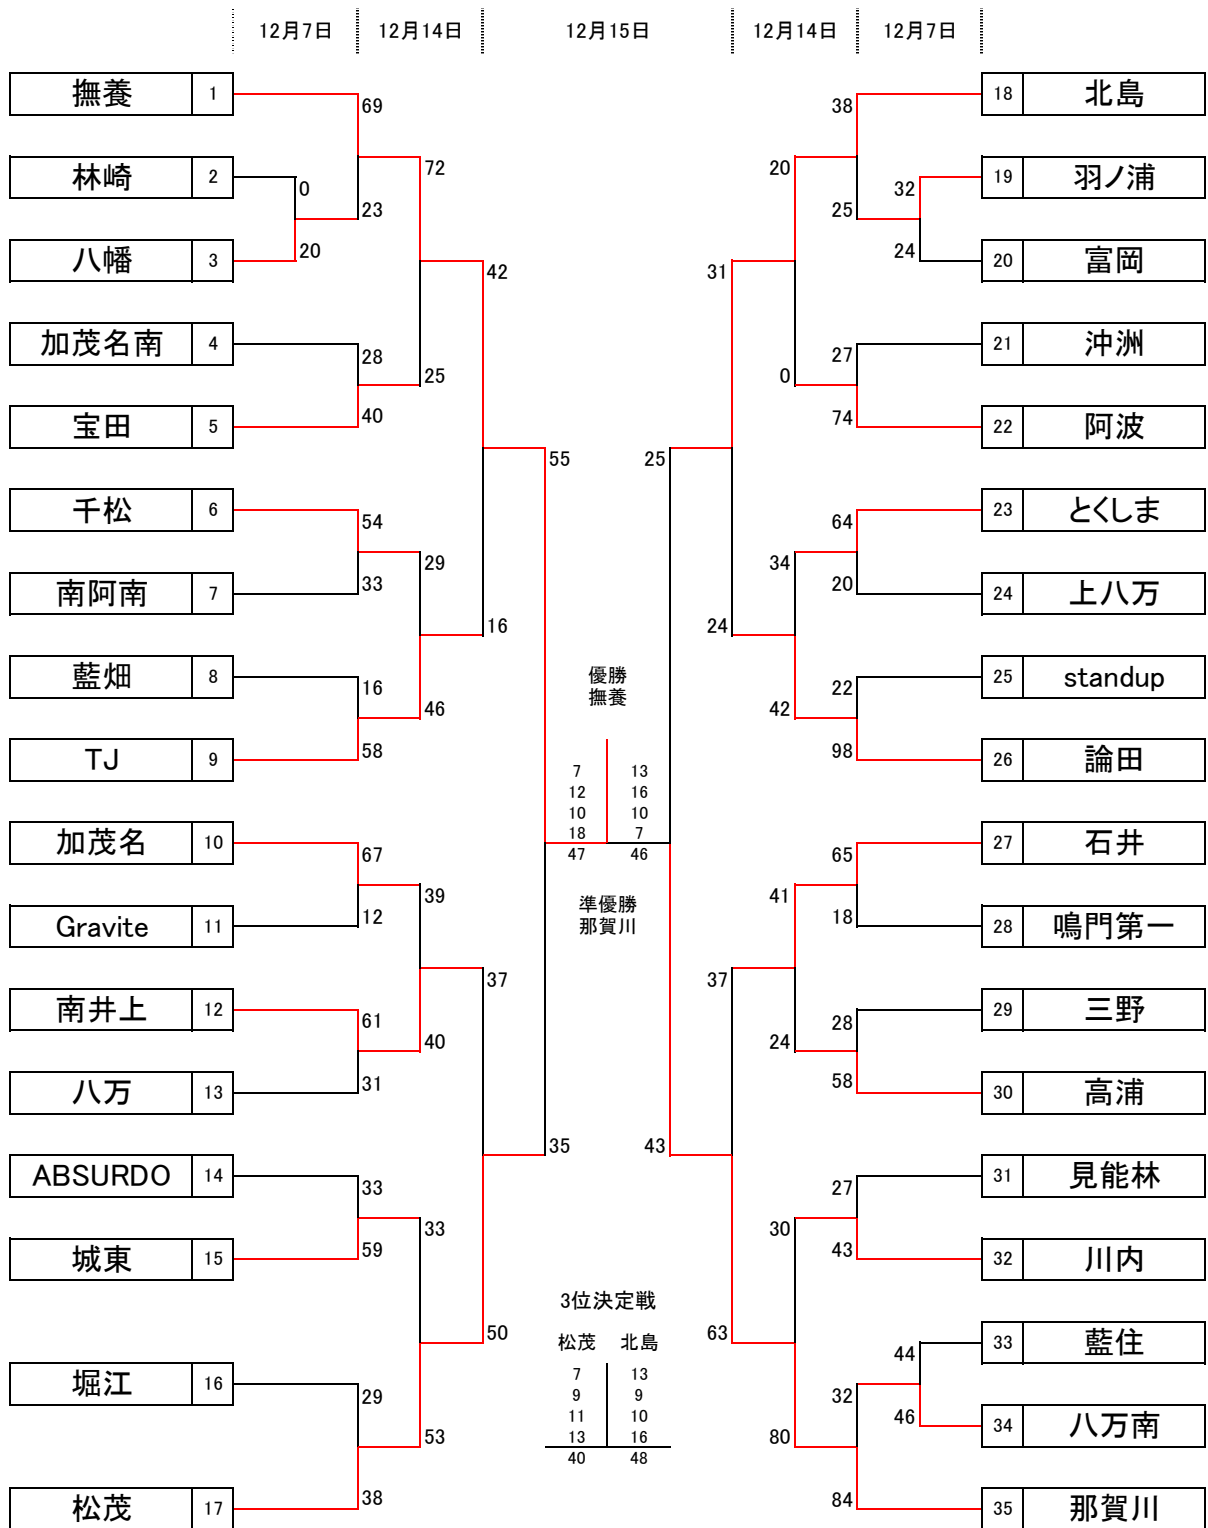 12月7日 12月14日 12月15日 12月14日 12月7日
撫養 1 69 38 18 北島
林崎 2 72 20 19 羽ノ浦
0 32
23 25
八幡 3 20 24 20 富岡
42 31
加茂名南 4 21 沖洲
28 27
25 0
宝田 5 40 74 22 阿波
55 25
千松 6 54 64 23 とくしま
29 34
南阿南 7 33 20 24 上八万
16 24
藍畑 8 優勝 25 standup
16 撫養 22
46 42
TJ 9 58 98 26 論田
7 13
12 16
10 10
18 7
47 46
加茂名 10 67 65 27 石井
39 41
Gravite 11 12 準優勝 18 28 鳴門第一
那賀川
37 37
南井上 12 61 28 29 三野
40 24
八万 13 31 58 30 高浦
35 43
ABSURDO 14 33 27 31 見能林
33 30
城東 15 59 43 32 川内
3位決定戦
50 63
松茂 北島 33 藍住
44
堀江 16 7 13
29 9 9 32
11 10 46 34 八万南
53 13 16 80
40 48
松茂 17 38 84 35 那賀川